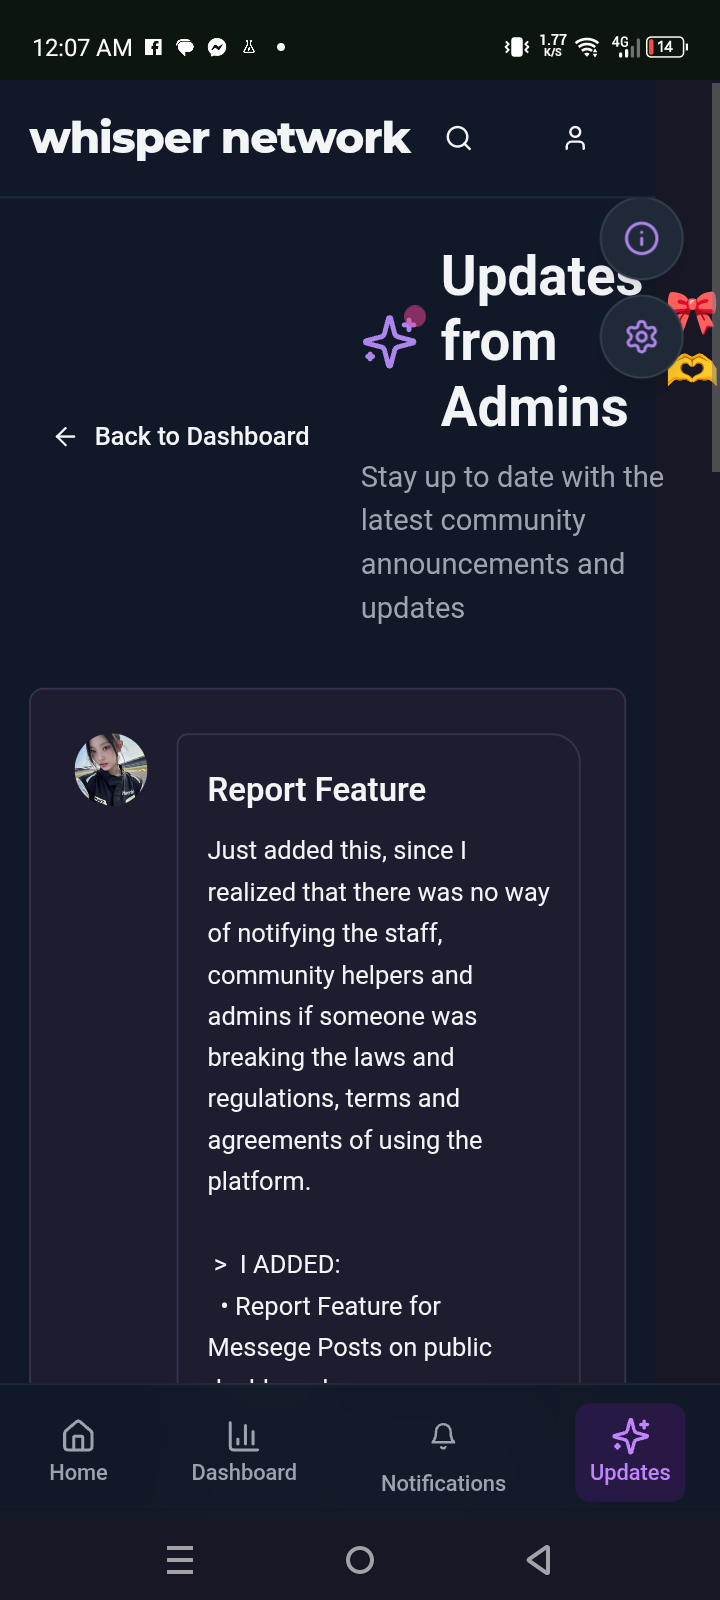 12:07 AM
1.77
K/S
4G
14
whisper network
Updates
from
Admins
Back to Dashboard
Stay up to date with the
latest community
announcements and
updates
Report Feature
Just added this, since I
realized that there was no way
of notifying the staff,
community helpers and
admins if someone was
breaking the laws and
regulations, terms and
agreements of using the
platform.
> I ADDED:
• Report Feature for
Messege Posts on public
Home
Dashboard
Notifications
Updates